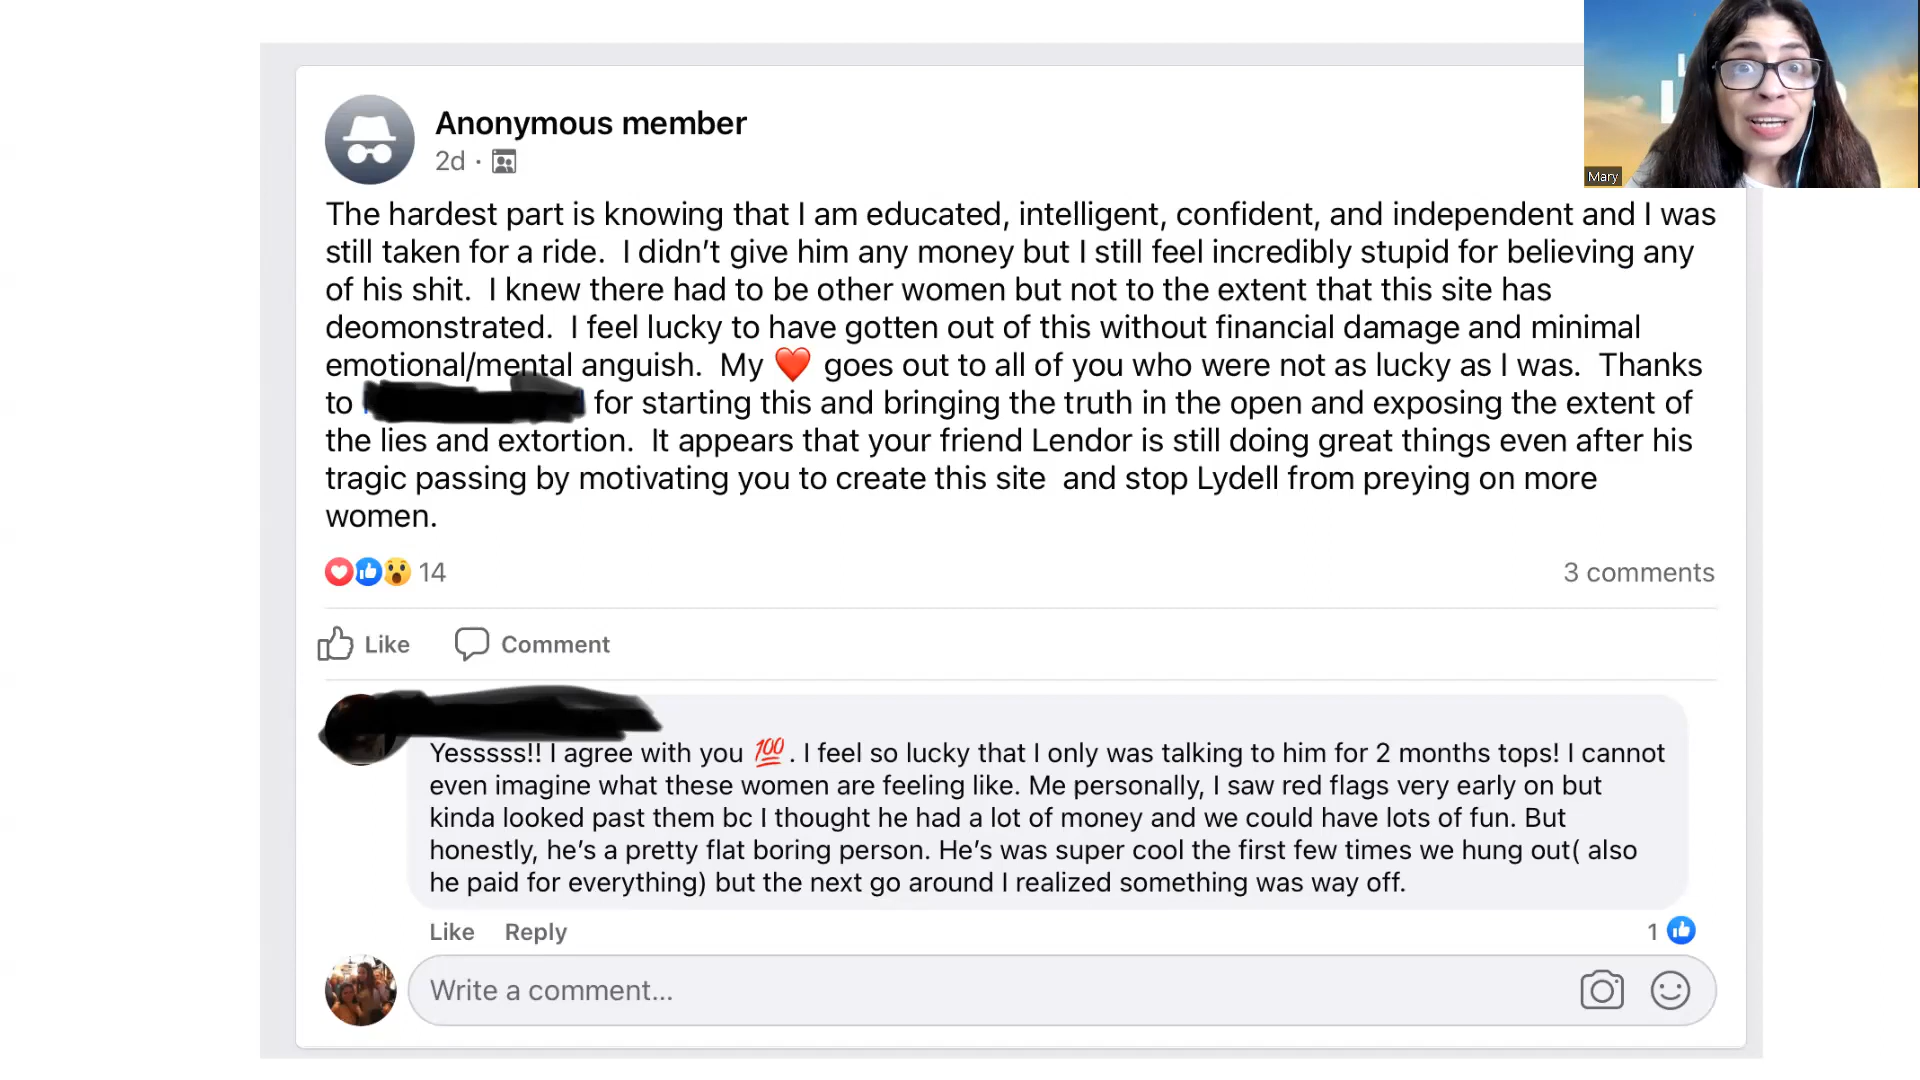 Anonymous member
2d ·
The hardest part is knowing that I am educated, intelligent, confident, and independent and I was
still taken for a ride.  I didn’t give him any money but I still feel incredibly stupid for believing any
of his shit.  I knew there had to be other women but not to the extent that this site has
deomonstrated.  I feel lucky to have gotten out of this without financial damage and minimal
emotional/mental anguish.  My ❤️ goes out to all of you who were not as lucky as I was.  Thanks
to for starting this and bringing the truth in the open and exposing the extent of
the lies and extortion.  It appears that your friend Lendor is still doing great things even after his
tragic passing by motivating you to create this site  and stop Lydell from preying on more
women.
14
3 comments
Like
Comment
Yesssss!! I agree with you 💯. I feel so lucky that I only was talking to him for 2 months tops! I cannot
even imagine what these women are feeling like. Me personally, I saw red flags very early on but
kinda looked past them bc I thought he had a lot of money and we could have lots of fun. But
honestly, he’s a pretty flat boring person. He’s was super cool the first few times we hung out( also
he paid for everything) but the next go around I realized something was way off.
Like Reply
1
Write a comment...
Mary